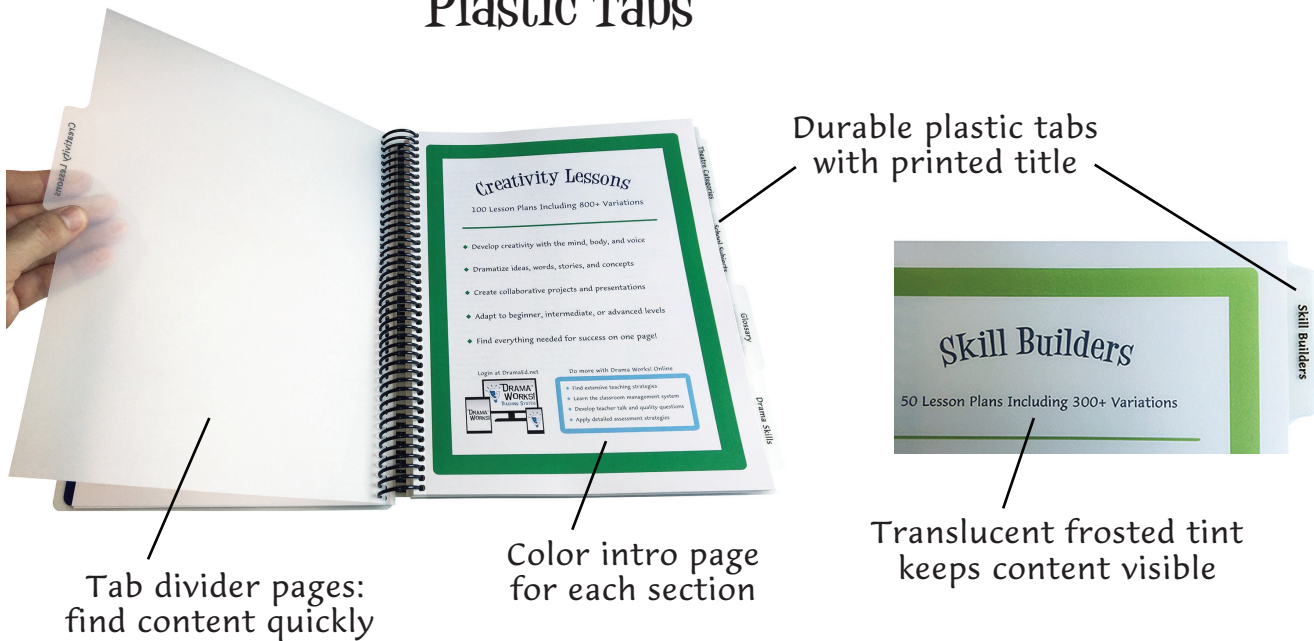 Plastic Tabs
Creativity Lessons
Creativity Lessons
100 Lesson Plans Including 800+ Variations
◆ Develop creativity with the mind, body, and voice
◆ Dramatize ideas, words, stories, and concepts
◆ Create collaborative projects and presentations
◆ Adapt to beginner, intermediate, or advanced levels
◆ Find everything needed for success on one page!
Login at DramaEd.net
DRAMA
WORKS!
TEACHING SYSTEM
DRAMA
WORKS!
Do more with Drama Works! Online
Find extensive teaching strategies
Learn the classroom management system
Develop teacher talk and quality questions
Apply detailed assessment strategies
Theatre Categories
School Subjects
Glossary
Drama Skills
Durable plastic tabs
with printed title
Skill Builders
50 Lesson Plans Including 300+ Variations
Skill Builders
Tab divider pages:
find content quickly
Color intro page
for each section
Translucent frosted tint
keeps content visible